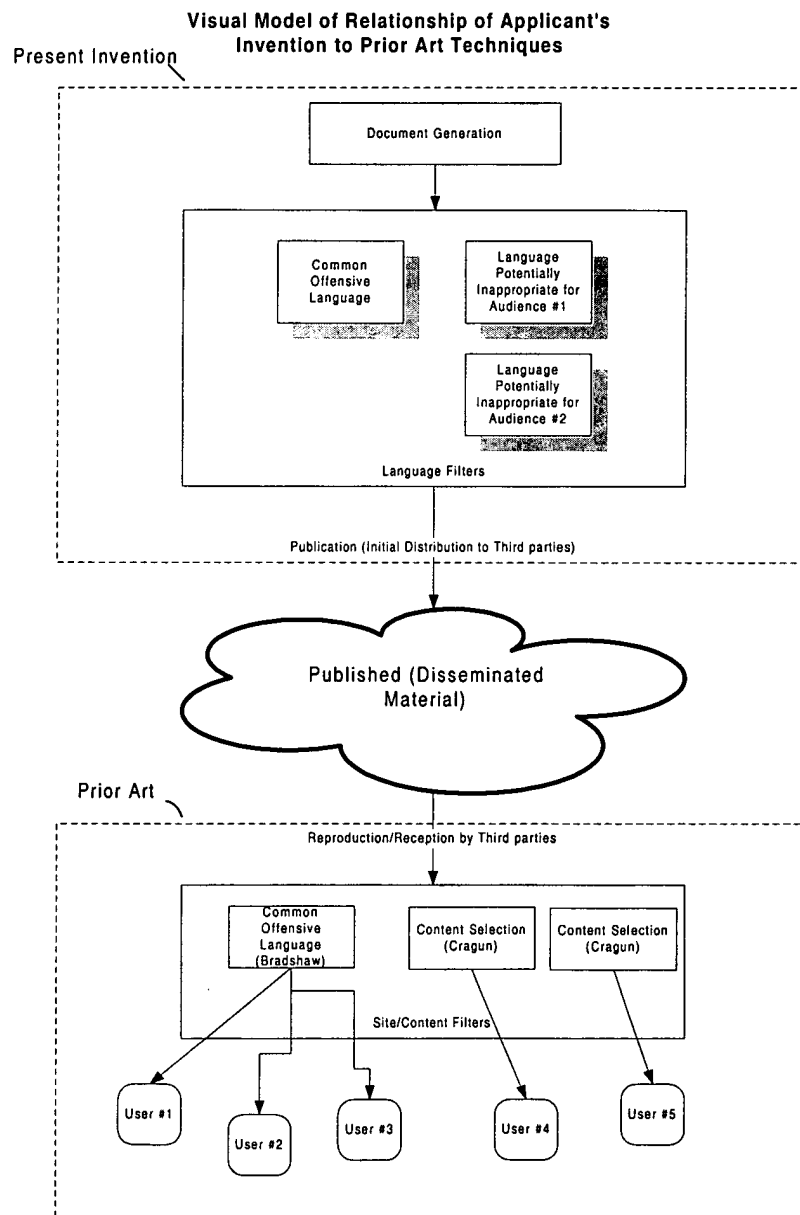 Visual Model of Relationship of Applicant's
Invention to Prior Art Techniques
Present Invention
Document Generation
Common
Offensive
Language
Language
Potentially
Inappropriate for
Audience #1
Language
Potentially
Inappropriate for
Audience #2
Language Filters
Publication (Initial Distribution to Third parties)
Published (Disseminated
Material)
Prior Art
Reproduction/Reception by Third parties
Common
Offensive
Language
(Bradshaw)
Content Selection
(Cragun)
Content Selection
(Cragun)
Site/Content Filters
User #1
User #2
User #3
User #4
User #5